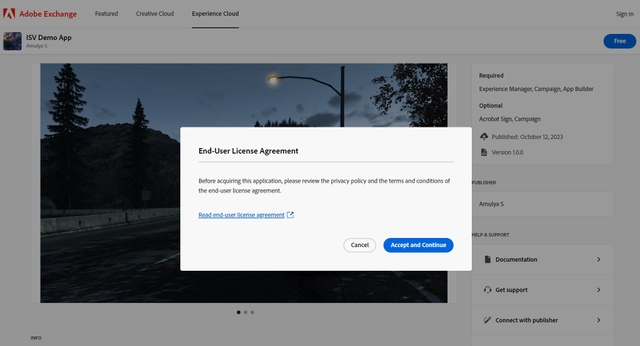 Adobe Exchange
Featured
Creative Cloud
Experience Cloud
Sign in
ISV Demo App
Amulya S
Free
Required
Experience Manager, Campaign, App Builder
Optional
Acrobat Sign, Campaign
Published: October 12, 2023
Version 1.0.0
End-User License Agreement
Before acquiring this application, please review the privacy policy and the terms and conditions of
the end-user license agreement.
Read end-user license agreement
Cancel
Accept and Continue
PUBLISHER
Amulya S
HELP & SUPPORT
Documentation
Get support
Connect with publisher
INFO